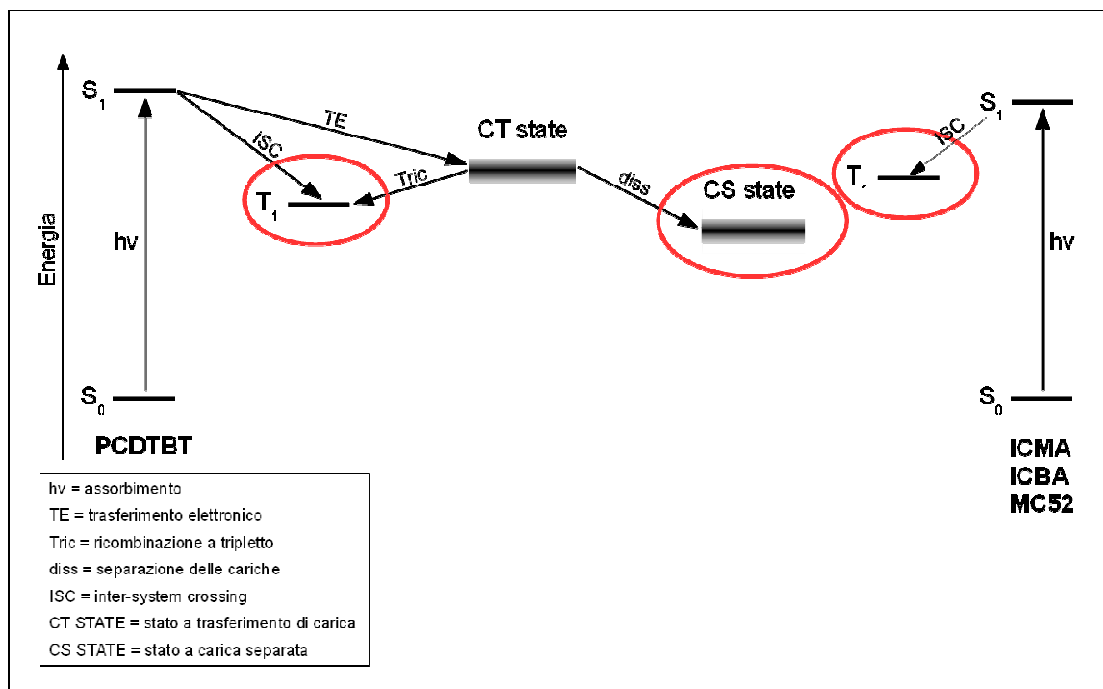 Energia
S1
TE
ISC
CT state
Tric
T1
diss
CS state
ISC
S1
T
hν
hν
S0
S0
PCDTBT
ICMA
ICBA
MC52
hν = assorbimento
TE = trasferimento elettronico
Tric = ricombinazione a tripletto
diss = separazione delle cariche
ISC = inter-system crossing
CT STATE = stato a trasferimento di carica
CS STATE = stato a carica separata